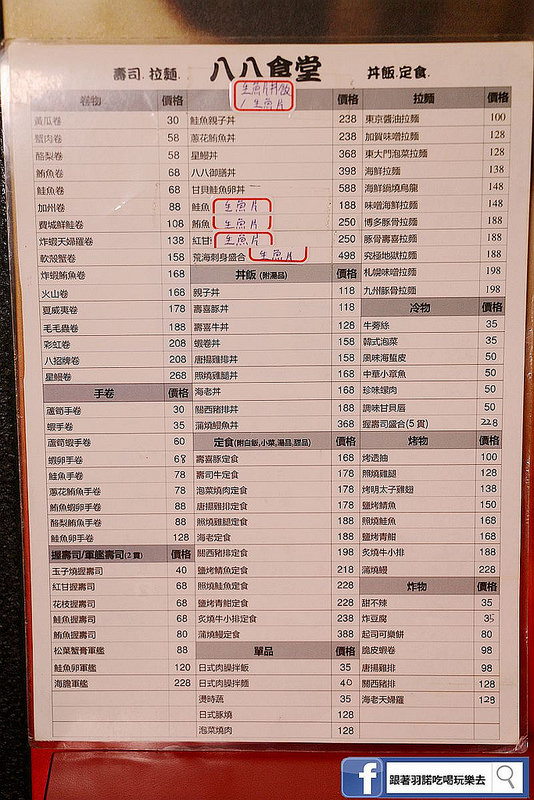 壽司.拉麵.
八八食堂
丼飯.定食.
卷物 價格
黃瓜卷 30
蟹肉卷 58
酪梨卷 58
鮪魚卷 68
鮭魚卷 68
加州卷 88
費城鮮鮭卷 108
炸蝦天婦羅卷 138
軟殼蟹卷 158
炸蝦鮪魚卷 168
火山卷 168
夏威夷卷 178
毛毛蟲卷 188
彩虹卷 208
八招牌卷 208
星鰻卷 268
手卷 價格
蘆筍手卷 30
蝦手卷 35
蘆筍蝦手卷 60
蝦卵手卷 68
鮭魚手卷 78
蔥花鮪魚手卷 78
鮪魚蝦卵手卷 88
酪梨鮪魚手卷 88
鮭魚卵手卷 128
握壽司/軍艦壽司(2貫) 價格
玉子燒握壽司 40
紅甘握壽司 68
花枝握壽司 68
鮭魚握壽司 68
鮪魚握壽司 80
松葉蟹膏軍艦 88
鮭魚卵軍艦 120
海膽軍艦 228
生魚片丼飯
/生魚片
價格
鮭魚親子丼 238
蔥花鮪魚丼 238
星鰻丼 368
八八御膳丼 398
甘貝鮭魚卵丼 588
鮭魚 生魚片 188
鮪魚 生魚片 250
紅甘 生魚片 250
荒海刺身盛合 生魚片 498
丼飯 (附湯品) 價格
親子丼 118
壽喜豚丼 118
壽喜牛丼 128
蝦卷丼 158
唐揚雞排丼 158
照燒雞腿丼 168
海老丼 168
關西豬排丼 188
蒲燒鰻魚丼 368
定食(附白飯,小菜,湯品,甜品) 價格
壽喜豚定食 168
壽司牛定食 178
泡菜燒肉定食 178
唐揚雞排定食 188
照燒雞腿定食 188
海老定食 188
關西豬排定食 198
鹽烤鯖魚定食 218
照燒鮭魚定食 228
鹽烤青魽定食 228
炙燒牛小排定食 238
蒲燒鰻定食 388
單品 價格
日式肉操拌飯 35
日式肉操拌麵 40
燙時蔬 35
日式豚燒 128
泡菜燒肉 128
拉麵 價格
東京醬油拉麵 100
加賀味噌拉麵 128
東大門泡菜拉麵 128
海鮮拉麵 138
海鮮鍋燒烏龍 148
味噌海鮮拉麵 148
博多豚骨拉麵 188
豚骨壽喜拉麵 188
究極地獄拉麵 188
札幌味噌拉麵 198
九州豚骨拉麵 198
冷物 價格
牛蒡絲 35
韓式泡菜 35
風味海蜇皮 50
中華小章魚 50
珍味螺肉 50
調味甘貝唇 50
握壽司盛合(5貫) 228
烤物 價格
烤透抽 100
照燒雞腿 128
烤明太子雞翅 138
鹽烤鯖魚 150
照燒鮭魚 168
鹽烤青魽 168
炙燒牛小排 188
蒲燒鰻 228
炸物 價格
甜不辣 35
炸豆腐 35
起司可樂餅 80
脆皮蝦卷 98
唐揚雞排 98
關西豬排 128
海老天婦羅 128
跟著羽諾吃喝玩樂去